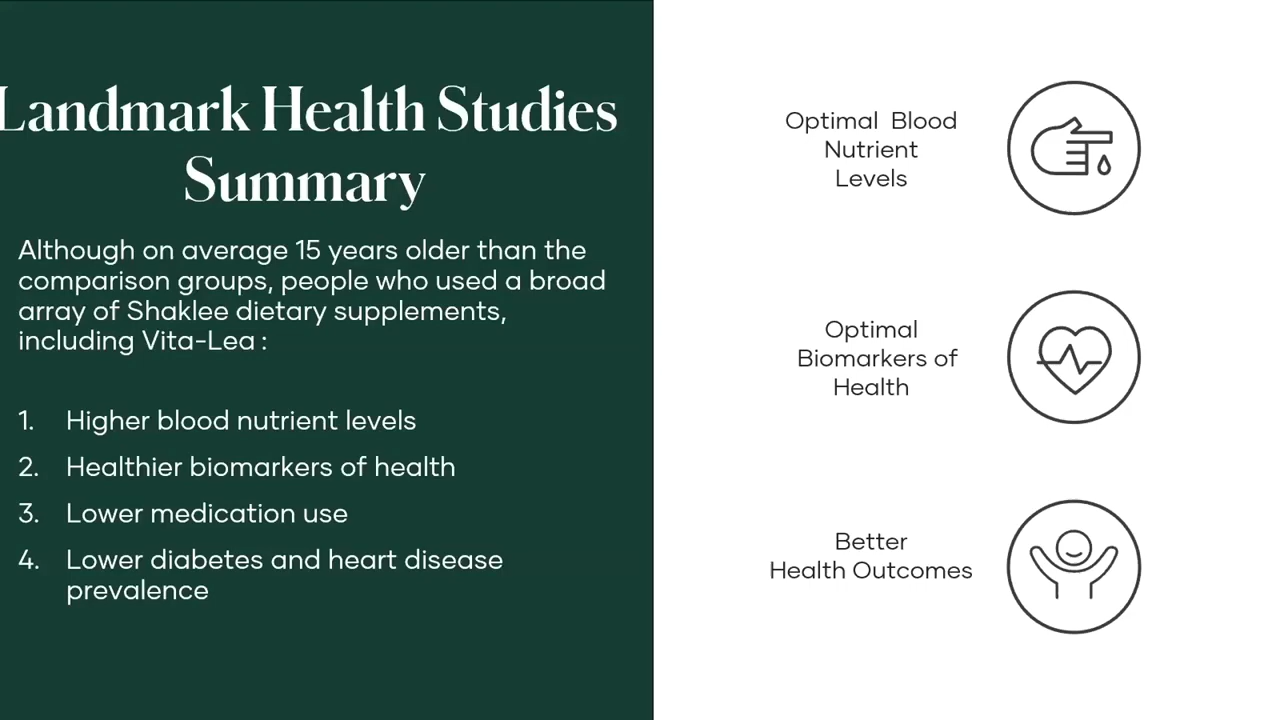 Landmark Health Studies
Summary
Although on average 15 years older than the
comparison groups, people who used a broad
array of Shaklee dietary supplements,
including Vita-Lea :
1. Higher blood nutrient levels
2. Healthier biomarkers of health
3. Lower medication use
4. Lower diabetes and heart disease
prevalence
Optimal Blood
Nutrient
Levels
Optimal
Biomarkers of
Health
Better
Health Outcomes